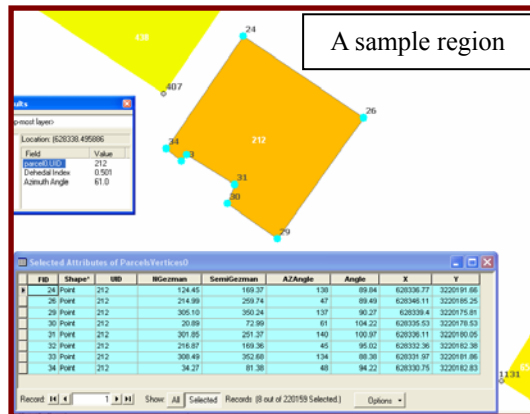 A sample region
438
24
407
26
ults
p-most layer>
Location: (628338.495886
Field Value
parcel0.UID 212
Dehedal Index 0.501
Azimuth Angle 61.0
34
3
212
31
30
29
Selected Attributes of ParcelsVertices0
FID Shape* UID NGezman SemiGezman AZAngle Angle X Y
24 Point 212 124.45 169.37 138 89.84 628336.77 3220191.66
26 Point 212 214.99 259.74 47 89.49 628346.11 3220185.25
29 Point 212 305.10 350.24 137 90.27 628339.4 3220175.81
30 Point 212 20.89 72.99 61 104.22 628335.53 3220178.53
31 Point 212 301.85 251.37 140 100.97 628336.11 3220180.05
32 Point 212 216.87 169.36 45 95.02 628332.36 3220182.38
33 Point 212 308.49 352.68 134 88.38 628331.97 3220181.86
34 Point 212 34.27 81.38 48 94.22 628330.75 3220182.83
Record: 1 Show: All Selected Records (8 out of 220159 Selected.) Options
1131